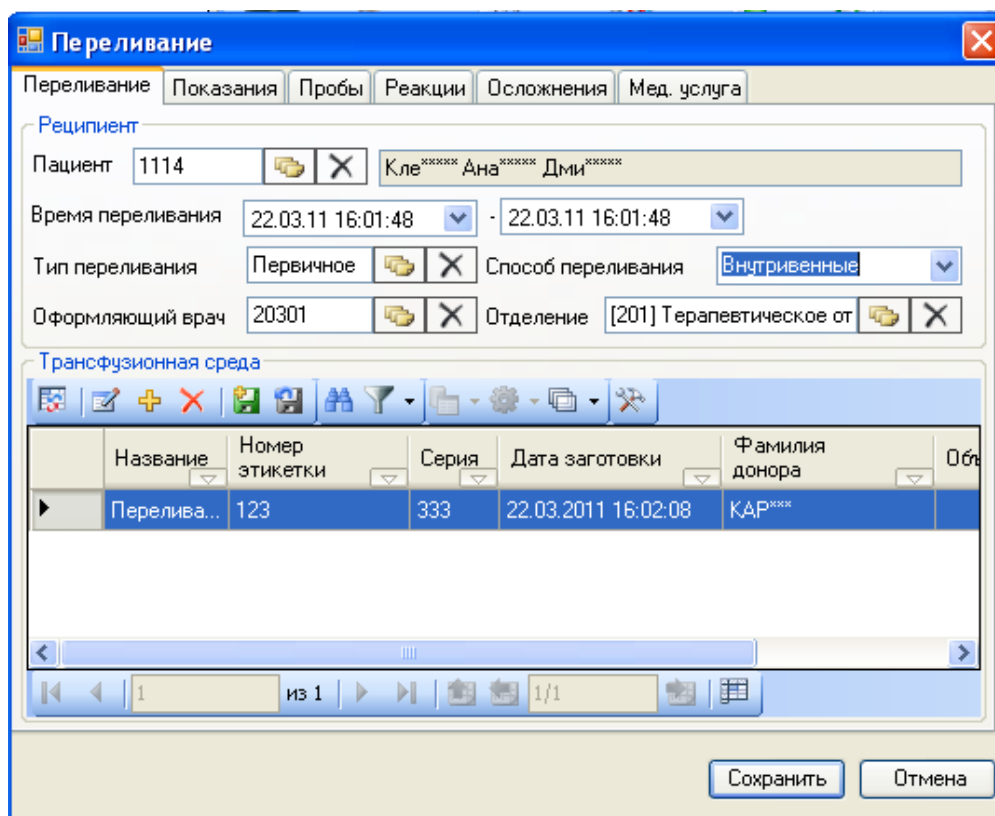 Переливание
Переливание Показания Пробы Реакции Осложнения Мед. услуга
Реципиент
Пациент 1114 Кле***** Ана***** Дми*****
Время переливания 22.03.11 16:01:48 - 22.03.11 16:01:48
Тип переливания Первичное Способ переливания Внутривенные
Оформляющий врач 20301 Отделение [201] Терапевтическое от
Трансфузионная среда
Название Номер этикетки Серия Дата заготовки Фамилия донора Объ
Перелива... 123 333 22.03.2011 16:02:08 КАР***
1 из 1 1/1
Сохранить Отмена